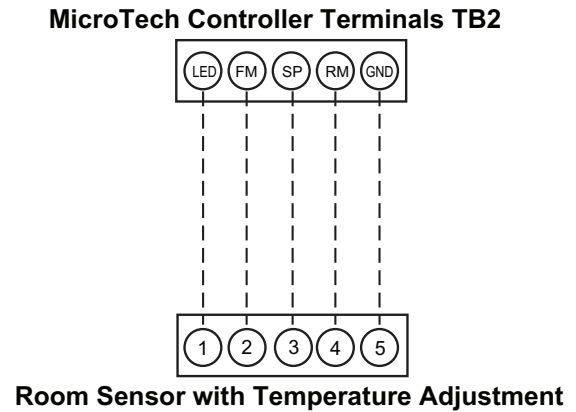 MicroTech Controller Terminals TB2
LED FM SP RM GND
1 2 3 4 5
Room Sensor with Temperature Adjustment